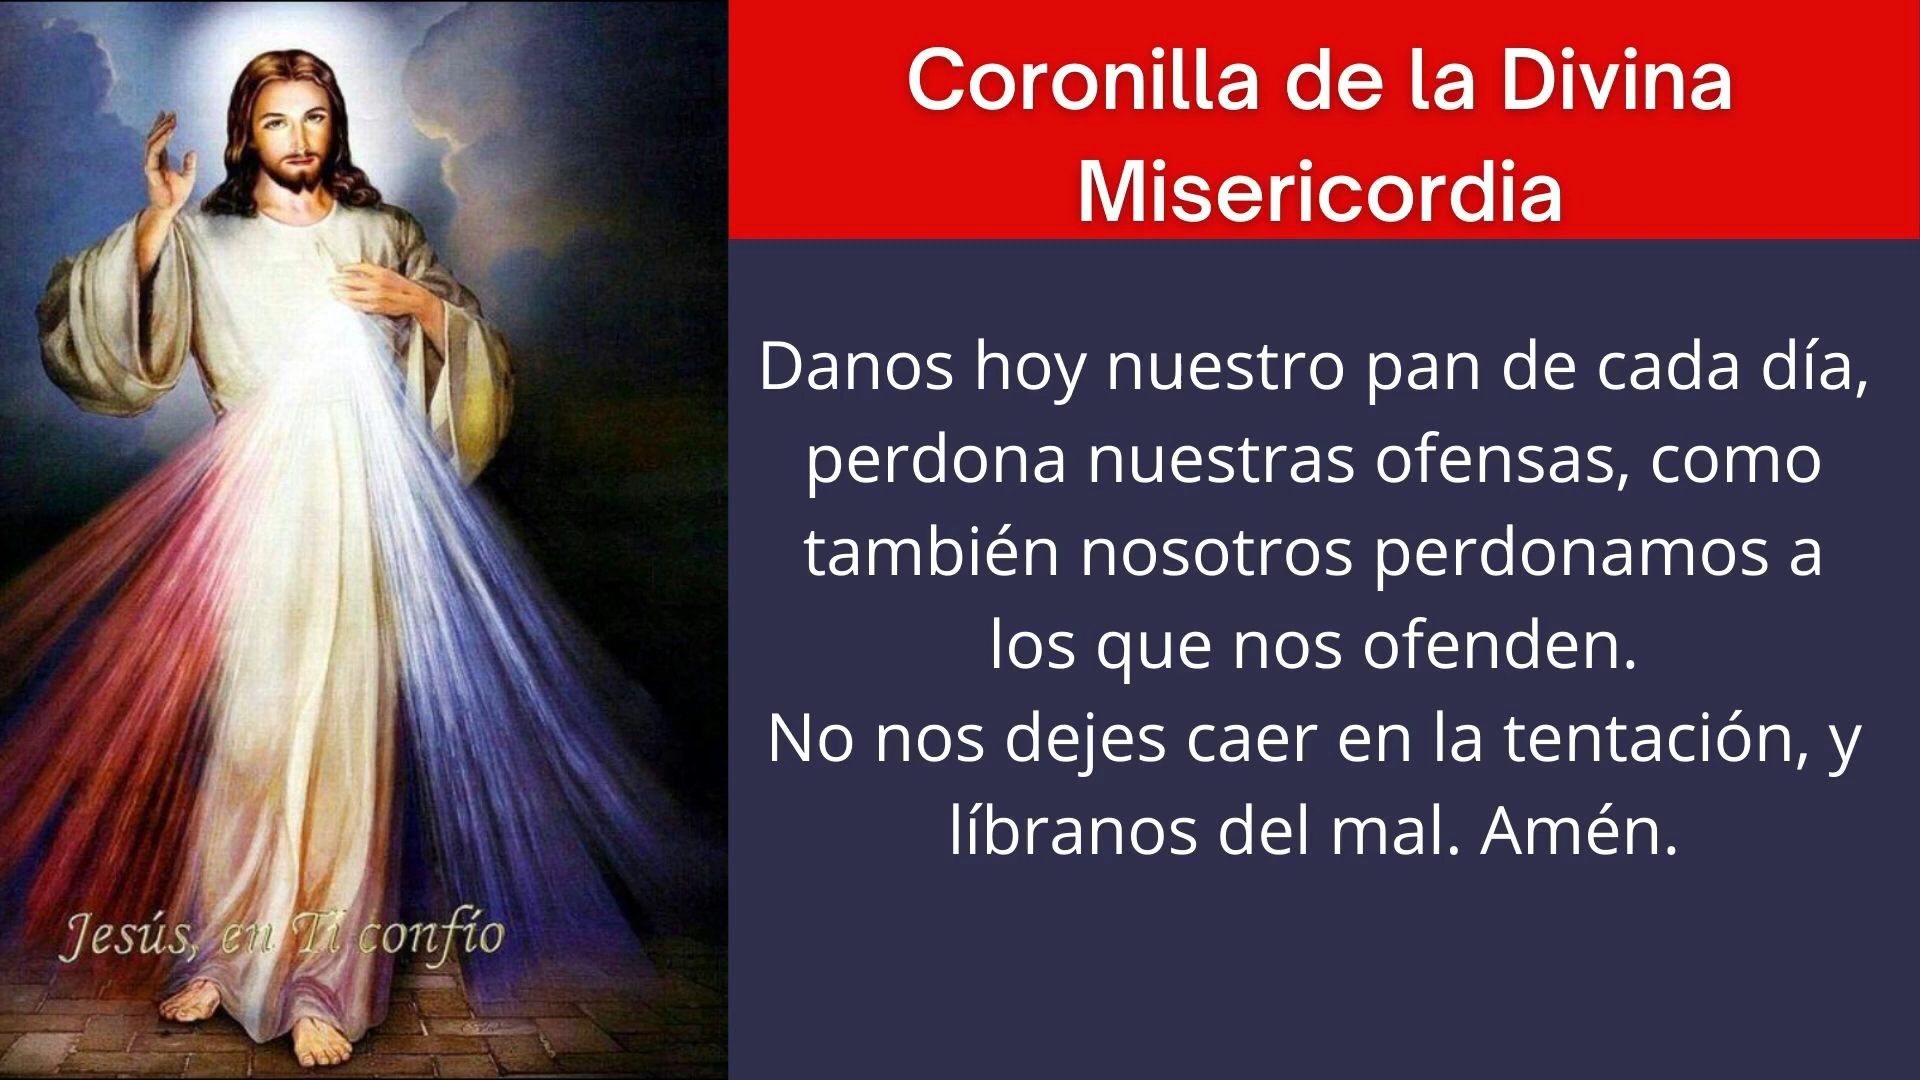 Coronilla de la Divina
Misericordia
Danos hoy nuestro pan de cada día,
perdona nuestras ofensas, como
también nosotros perdonamos a
los que nos ofenden.
No nos dejes caer en la tentación, y
líbranos del mal. Amén.
Jesús, en Ti confío